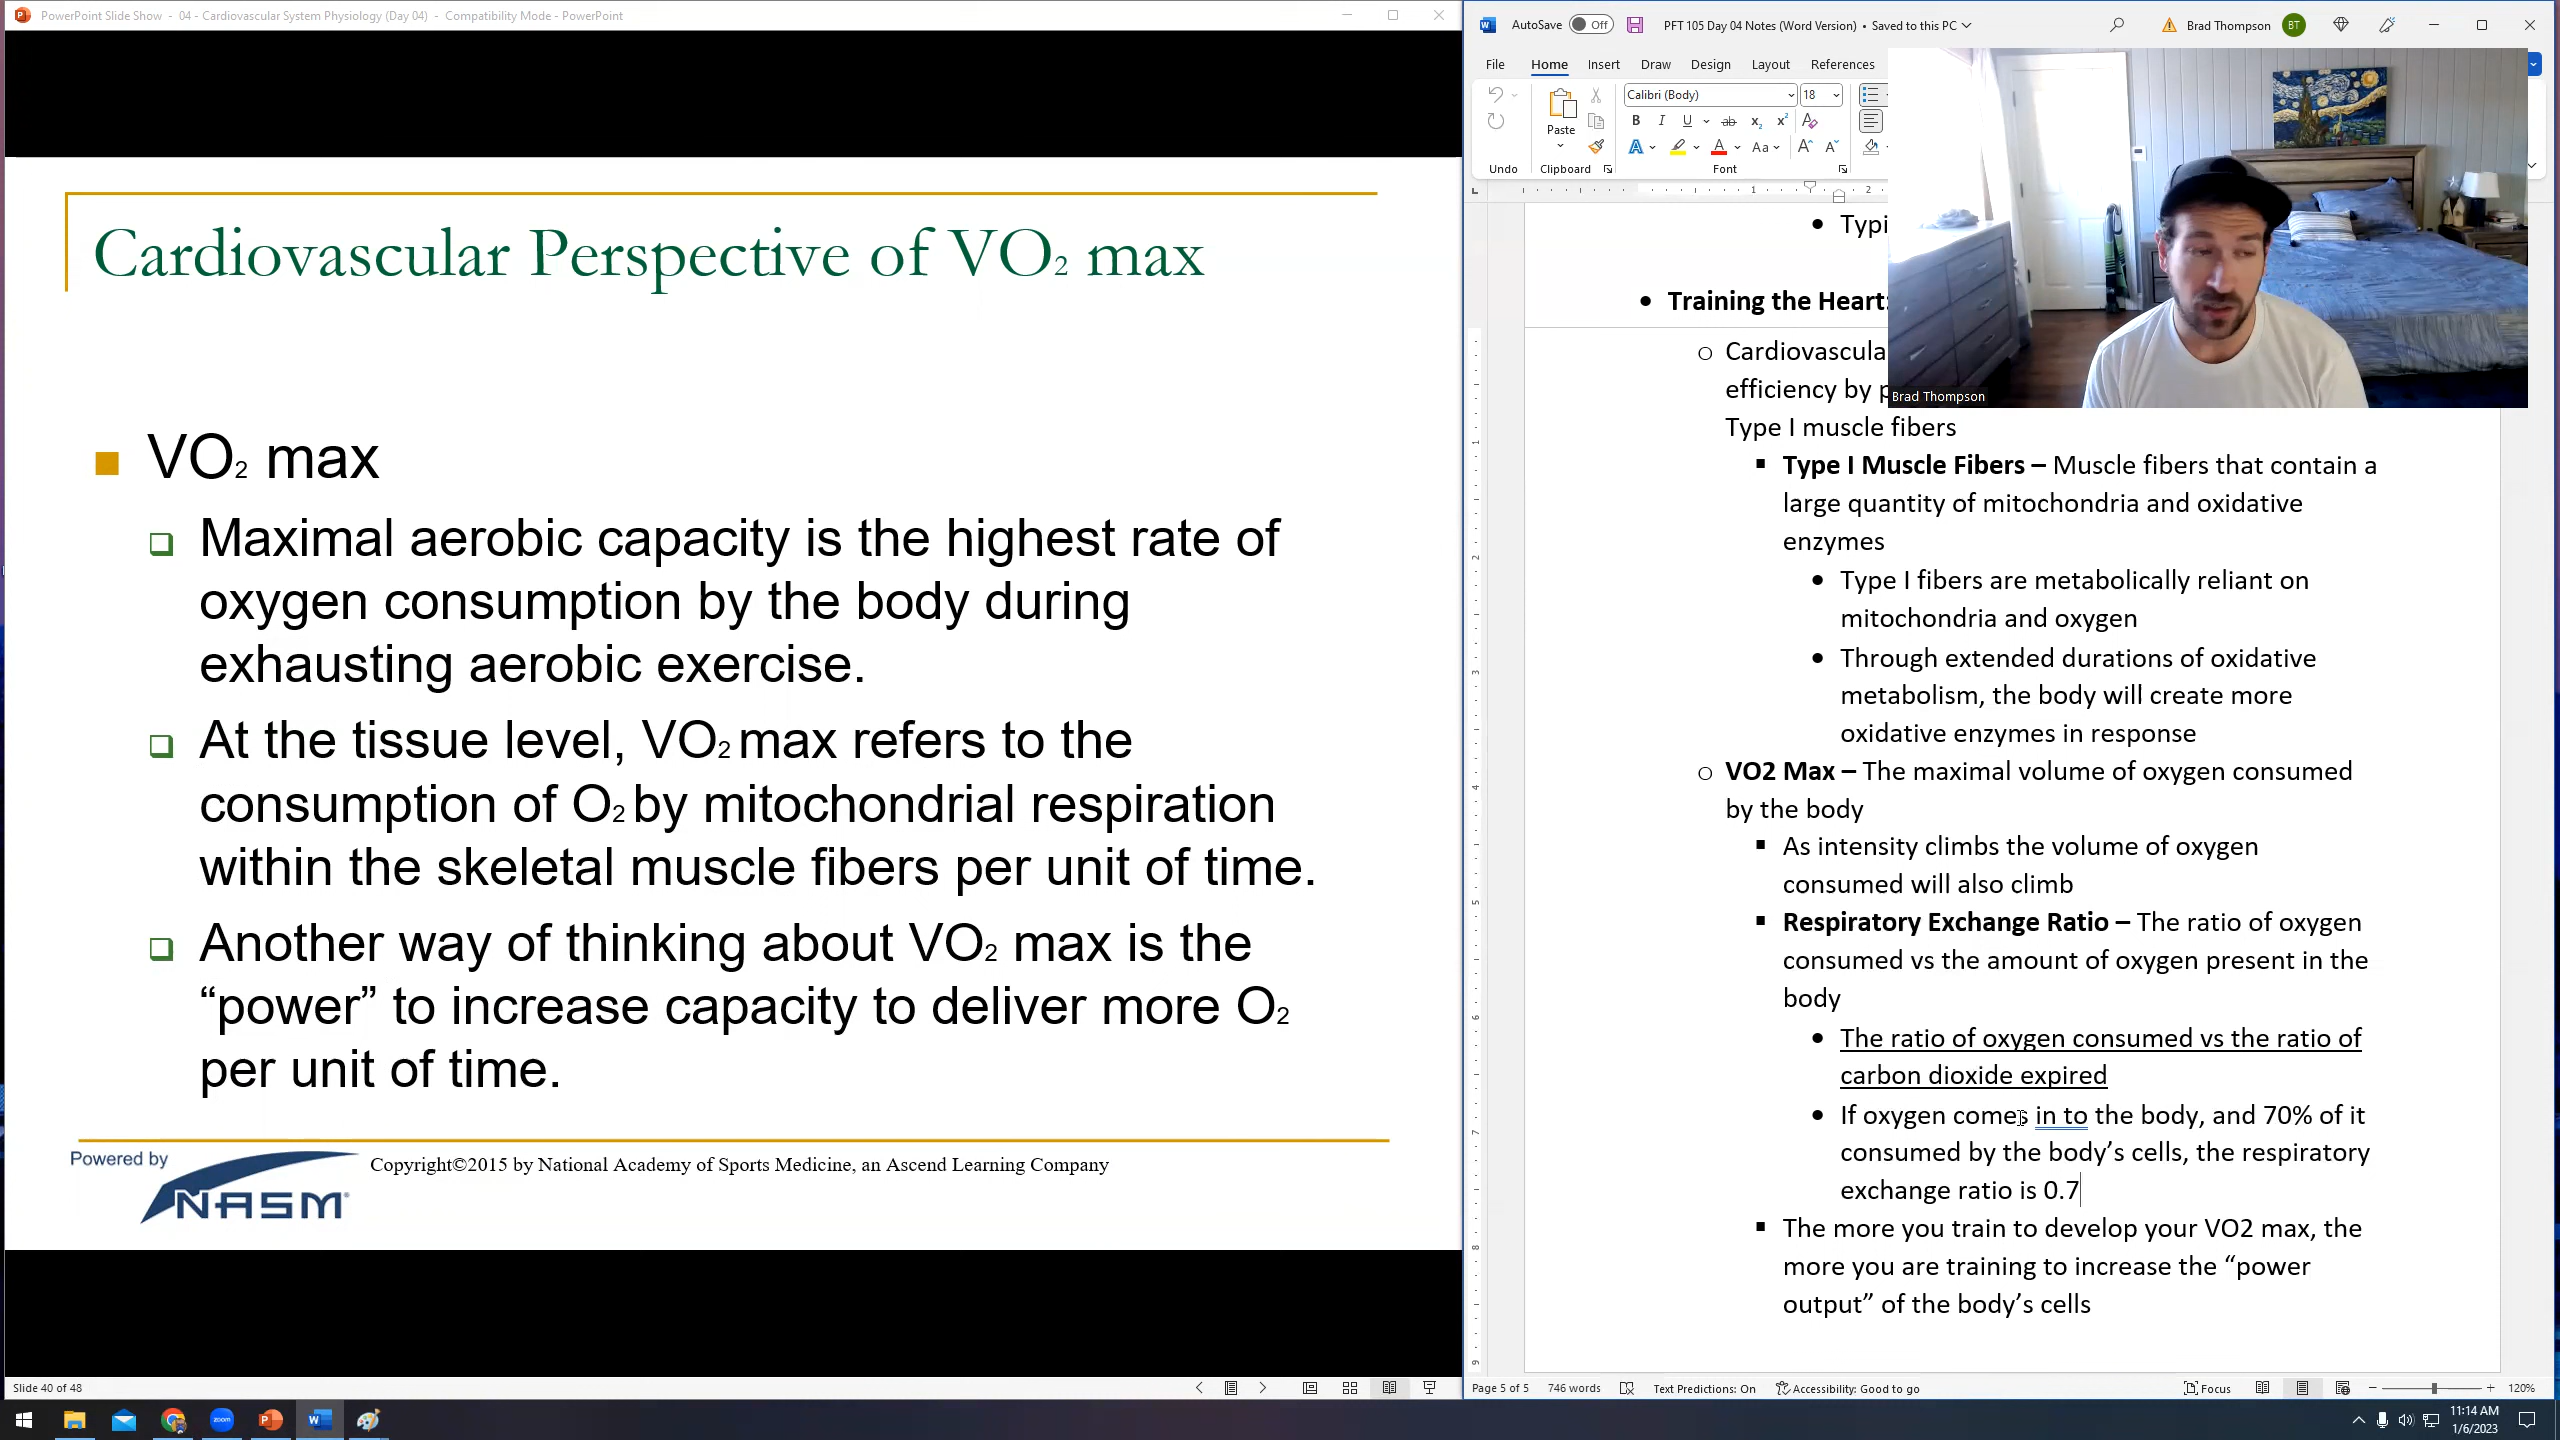 PowerPoint Slide Show - 04 - Cardiovascular System Physiology (Day 04) - Compatibility Mode - PowerPoint
Cardiovascular Perspective of VO2 max
VO2 max
Maximal aerobic capacity is the highest rate of
oxygen consumption by the body during
exhausting aerobic exercise.
At the tissue level, VO2 max refers to the
consumption of O2 by mitochondrial respiration
within the skeletal muscle fibers per unit of time.
Another way of thinking about VO2 max is the
“power” to increase capacity to deliver more O2
per unit of time.
Powered by
NASM
Copyright©2015 by National Academy of Sports Medicine, an Ascend Learning Company
Slide 40 of 48
AutoSave Off PFT 105 Day 04 Notes (Word Version) • Saved to this PC Brad Thompson BT
File Home Insert Draw Design Layout References
Paste
Calibri (Body) 18
Undo Clipboard Font
1 2
Typi
Training the Heart:
Brad Thompson
Cardiovascula
efficiency by p
Type I muscle fibers
Type I Muscle Fibers – Muscle fibers that contain a
large quantity of mitochondria and oxidative
enzymes
Type I fibers are metabolically reliant on
mitochondria and oxygen
Through extended durations of oxidative
metabolism, the body will create more
oxidative enzymes in response
VO2 Max – The maximal volume of oxygen consumed
by the body
As intensity climbs the volume of oxygen
consumed will also climb
Respiratory Exchange Ratio – The ratio of oxygen
consumed vs the amount of oxygen present in the
body
The ratio of oxygen consumed vs the ratio of
carbon dioxide expired
If oxygen comes in to the body, and 70% of it
consumed by the body’s cells, the respiratory
exchange ratio is 0.7
The more you train to develop your VO2 max, the
more you are training to increase the “power
output” of the body’s cells
Page 5 of 5 746 words Text Predictions: On Accessibility: Good to go Focus 120%
zoom
11:14 AM
1/6/2023